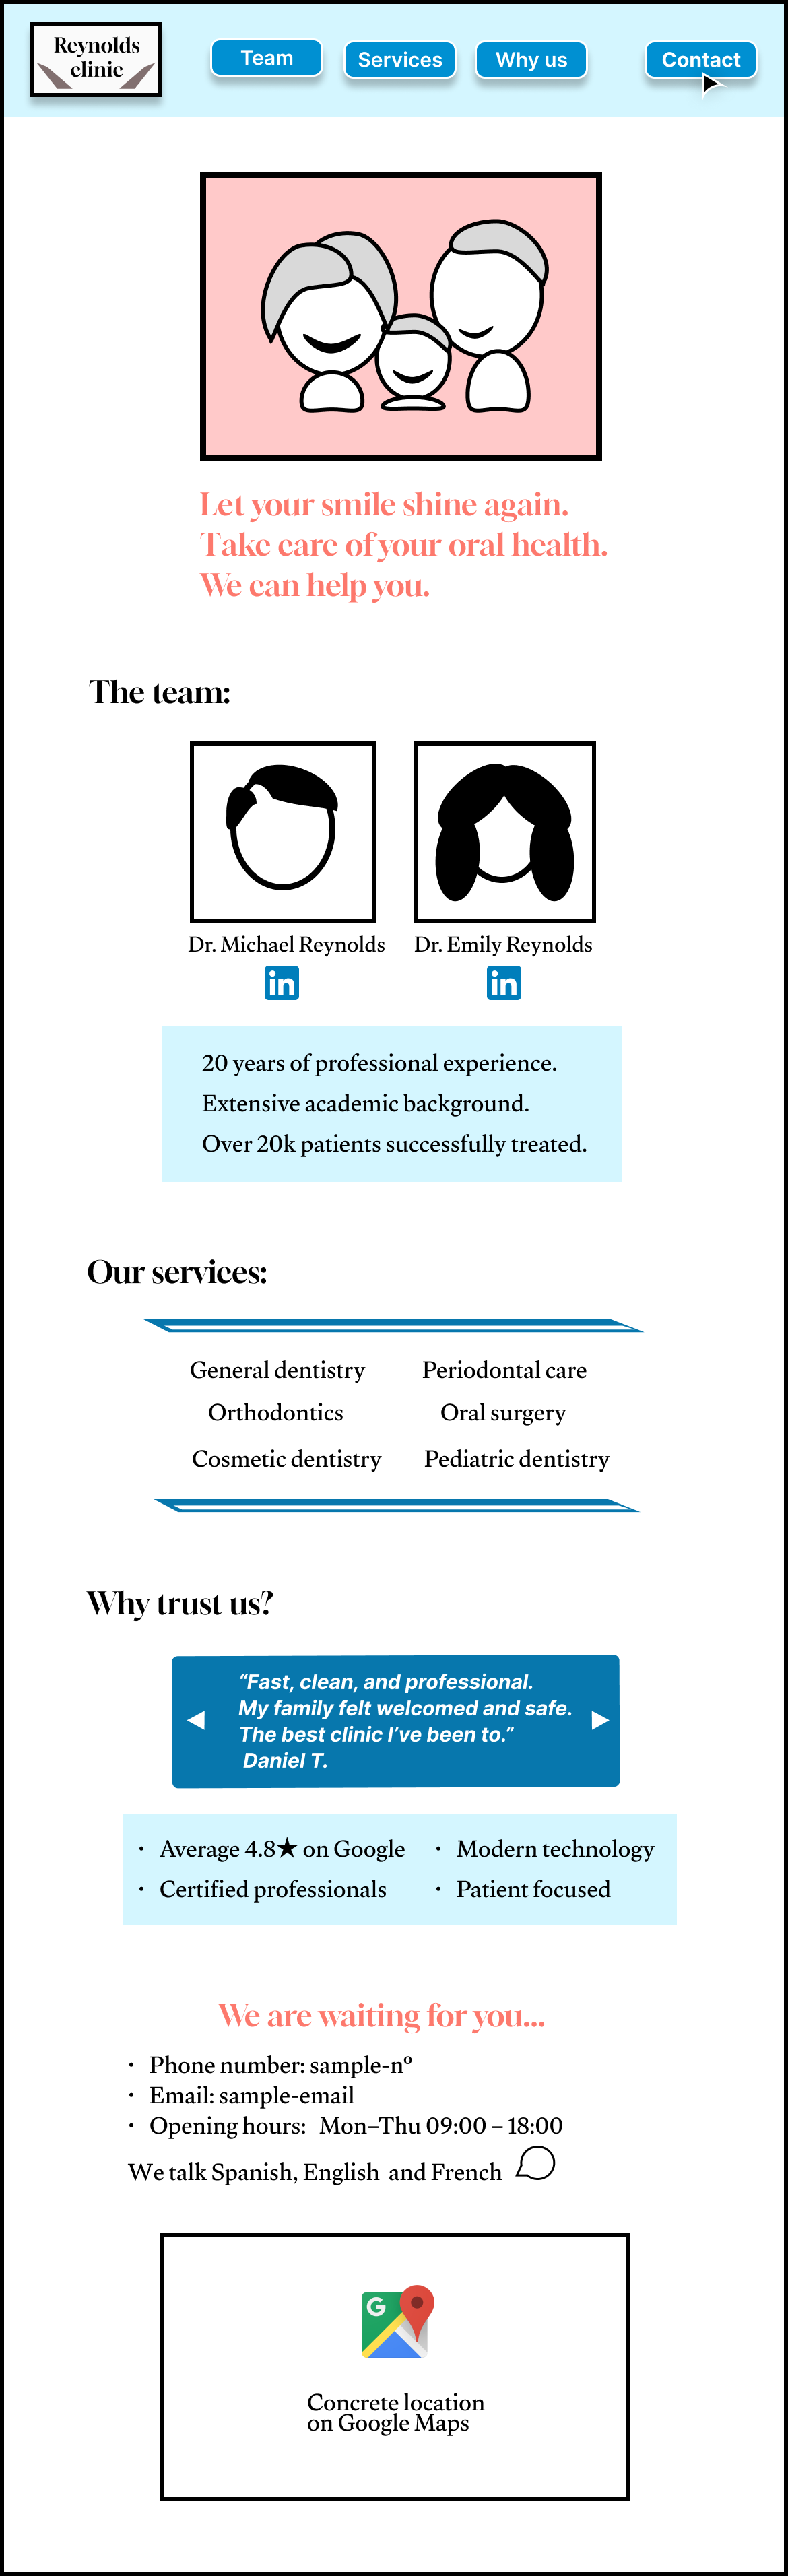 Reynolds
clinic
Team
Services
Why us
Contact
Let your smile shine again.
Take care of your oral health.
We can help you.
The team:
Dr. Michael Reynolds
Dr. Emily Reynolds
in
in
20 years of professional experience.
Extensive academic background.
Over 20k patients successfully treated.
Our services:
General dentistry
Periodontal care
Orthodontics
Oral surgery
Cosmetic dentistry
Pediatric dentistry
Why trust us?
“Fast, clean, and professional.
My family felt welcomed and safe.
The best clinic I’ve been to.”
Daniel T.
• Average 4.8★ on Google
• Modern technology
• Certified professionals
• Patient focused
We are waiting for you...
• Phone number: sample-nº
• Email: sample-email
• Opening hours: Mon–Thu 09:00 – 18:00
We talk Spanish, English and French
G
Concrete location
on Google Maps